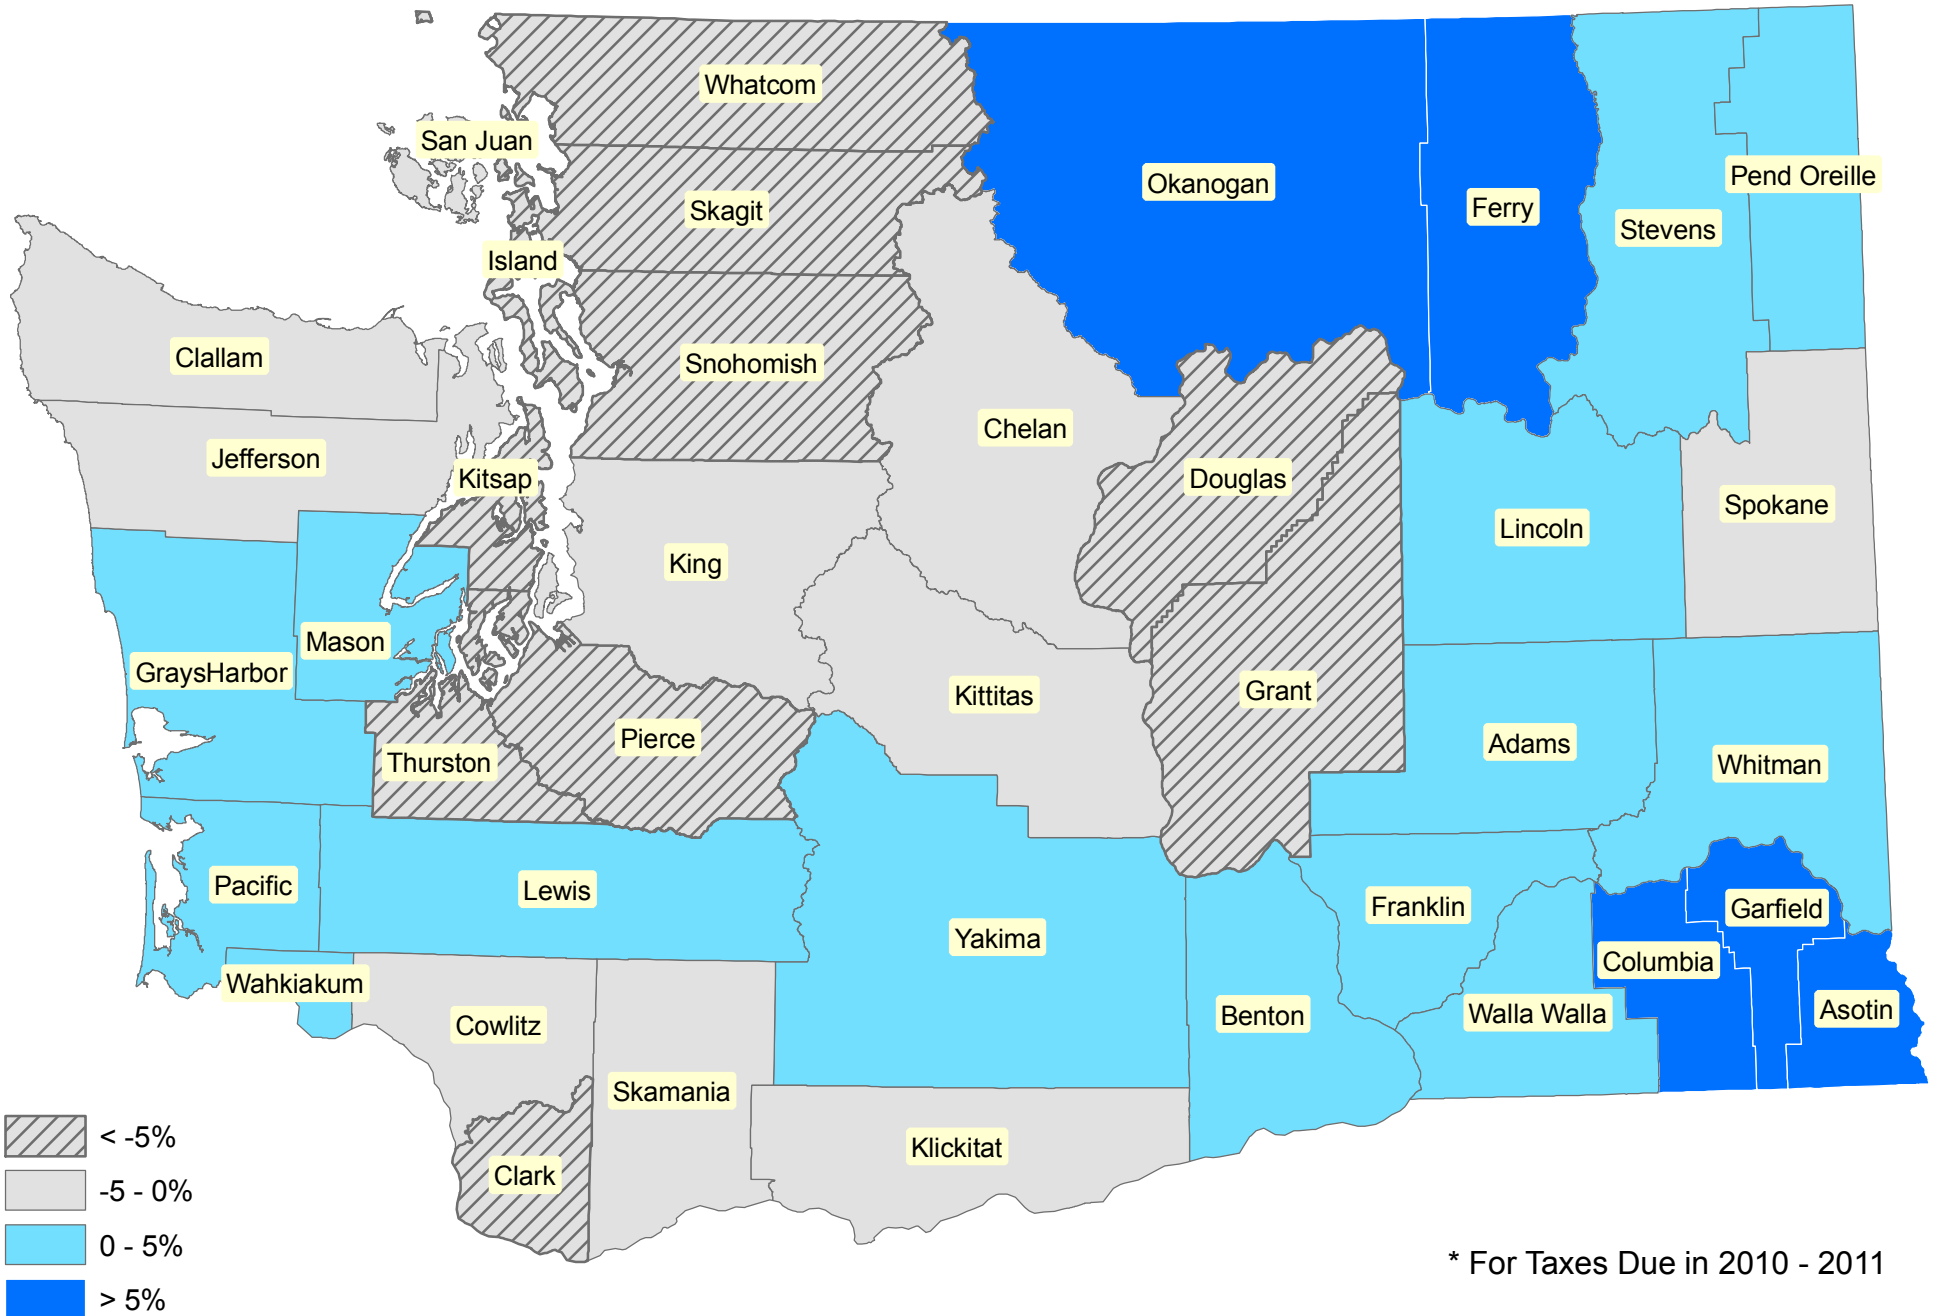 Whatcom
San Juan
Okanogan
Pend Oreille
Ferry
Skagit
Stevens
Island
Clallam
Snohomish
Chelan
Jefferson
Kitsap
Douglas
Spokane
Lincoln
King
Mason
GraysHarbor
Kittitas
Grant
Pierce
Adams
Thurston
Whitman
Pacific
Lewis
Franklin
Garfield
Yakima
Columbia
Wahkiakum
Asotin
Walla Walla
Benton
Cowlitz
Skamania
Klickitat
Clark
< -5%
-5 - 0%
0 - 5%
> 5%
* For Taxes Due in 2010 - 2011